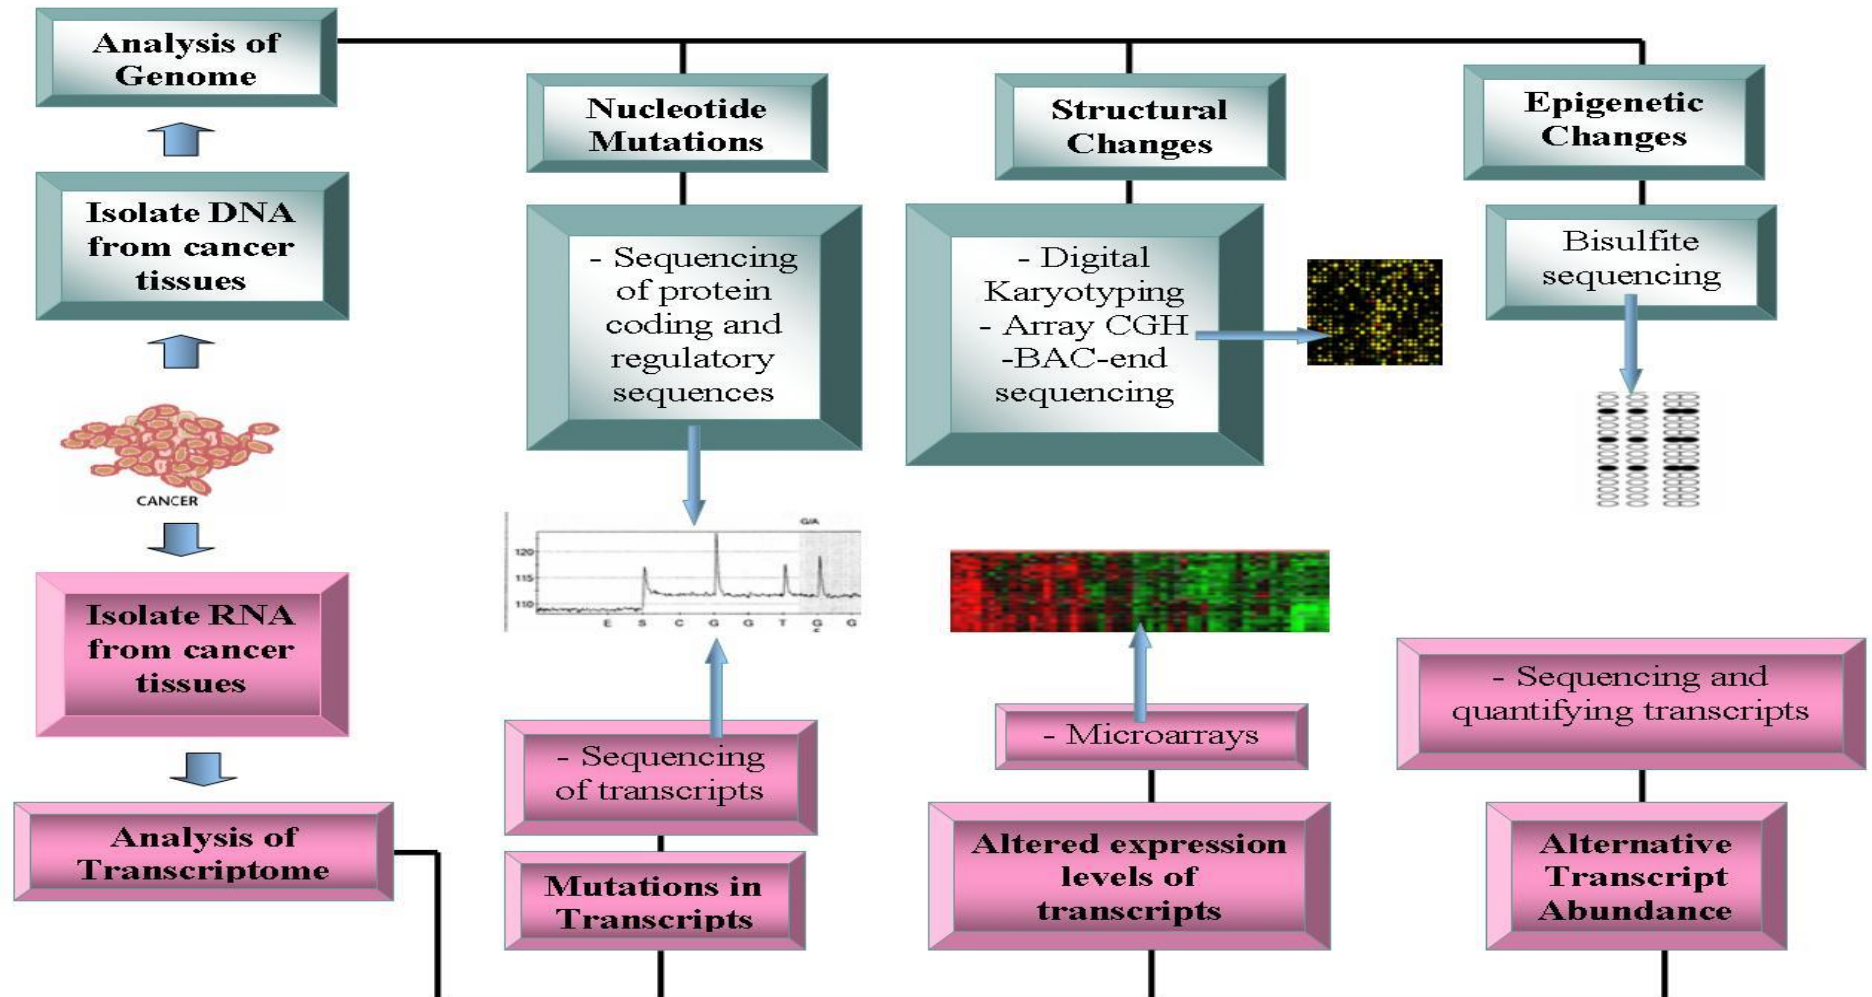 Analysis of
Genome
Nucleotide
Mutations
Structural
Changes
Epigenetic
Changes
Isolate DNA
from cancer
tissues
- Sequencing
of protein
coding and
regulatory
sequences
- Digital
Karyotyping
- Array CGH
-BAC-end
sequencing
Bisulfite
sequencing
CANCER
G/A
120
115
110
E S C G G T G G
Isolate RNA
from cancer
tissues
- Sequencing
of transcripts
- Microarrays
- Sequencing and
quantifying transcripts
Analysis of
Transcriptome
Mutations in
Transcripts
Altered expression
levels of
transcripts
Alternative
Transcript
Abundance